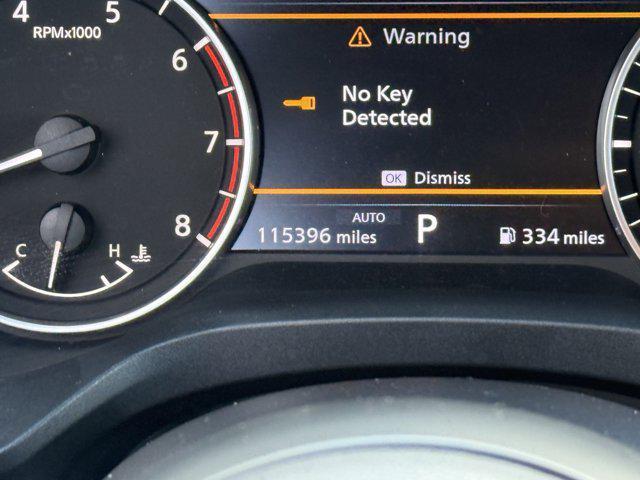 4 5
RPMx1000
6
7
8
C H
Warning
No Key
Detected
OK Dismiss
AUTO
115396 miles P 334 miles